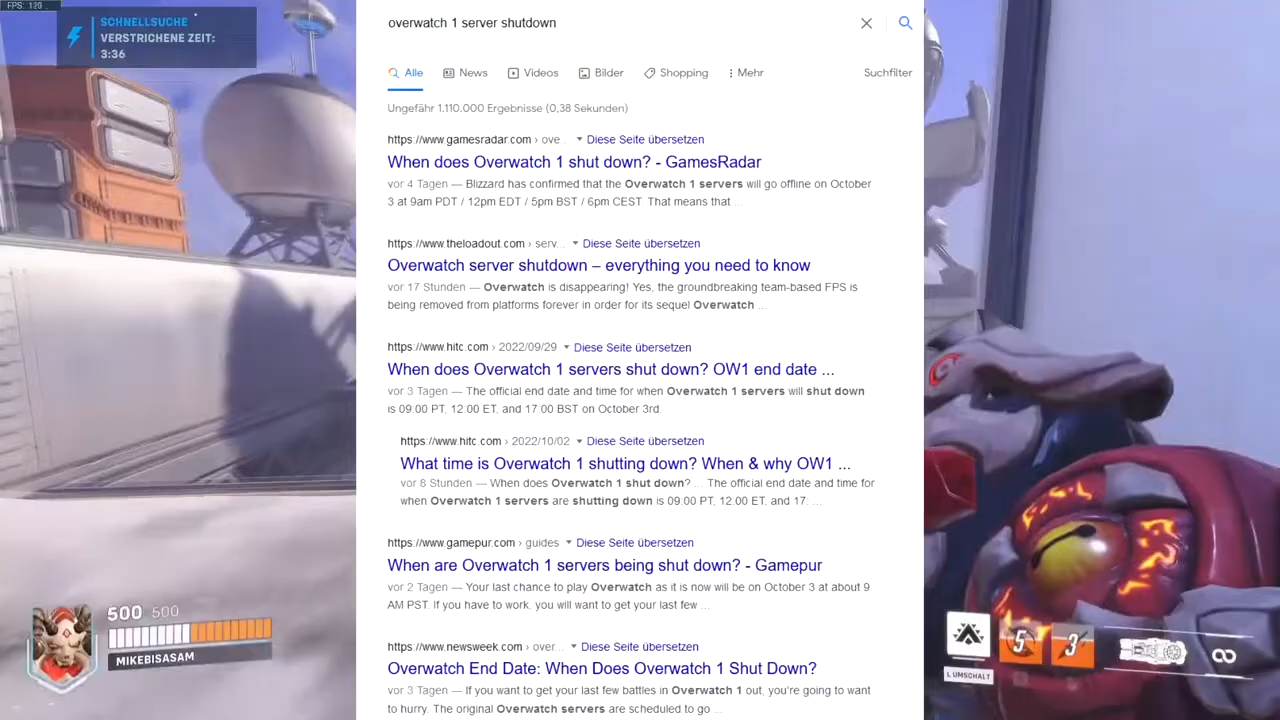 FPS: 120
SCHNELLSUCHE
VERSTRICHENE ZEIT:
3:36
overwatch 1 server shutdown
Alle News Videos Bilder Shopping Mehr Suchfilter
Ungefähr 1.110.000 Ergebnisse (0,38 Sekunden)
https://www.gamesradar.com › ove... Diese Seite übersetzen
When does Overwatch 1 shut down? - GamesRadar
vor 4 Tagen — Blizzard has confirmed that the Overwatch 1 servers will go offline on October
3 at 9am PDT / 12pm EDT / 5pm BST / 6pm CEST. That means that ...
https://www.theloadout.com › serv... Diese Seite übersetzen
Overwatch server shutdown – everything you need to know
vor 17 Stunden — Overwatch is disappearing! Yes, the groundbreaking team-based FPS is
being removed from platforms forever in order for its sequel Overwatch ...
https://www.hitc.com › 2022/09/29 Diese Seite übersetzen
When does Overwatch 1 servers shut down? OW1 end date ...
vor 3 Tagen — The official end date and time for when Overwatch 1 servers will shut down
is 09:00 PT, 12:00 ET, and 17:00 BST on October 3rd.
https://www.hitc.com › 2022/10/02 Diese Seite übersetzen
What time is Overwatch 1 shutting down? When & why OW1 ...
vor 8 Stunden — When does Overwatch 1 shut down? ... The official end date and time for
when Overwatch 1 servers are shutting down is 09:00 PT, 12:00 ET, and 17: ...
https://www.gamepur.com › guides Diese Seite übersetzen
When are Overwatch 1 servers being shut down? - Gamepur
vor 2 Tagen — Your last chance to play Overwatch as it is now will be on October 3 at about 9
AM PST. If you have to work, you will want to get your last few ...
https://www.newsweek.com › over... Diese Seite übersetzen
Overwatch End Date: When Does Overwatch 1 Shut Down?
vor 3 Tagen — If you want to get your last few battles in Overwatch 1 out, you're going to want
to hurry. The original Overwatch servers are scheduled to go ...
500 500
MIKEBISASAM
5 3
L UMSCHALT